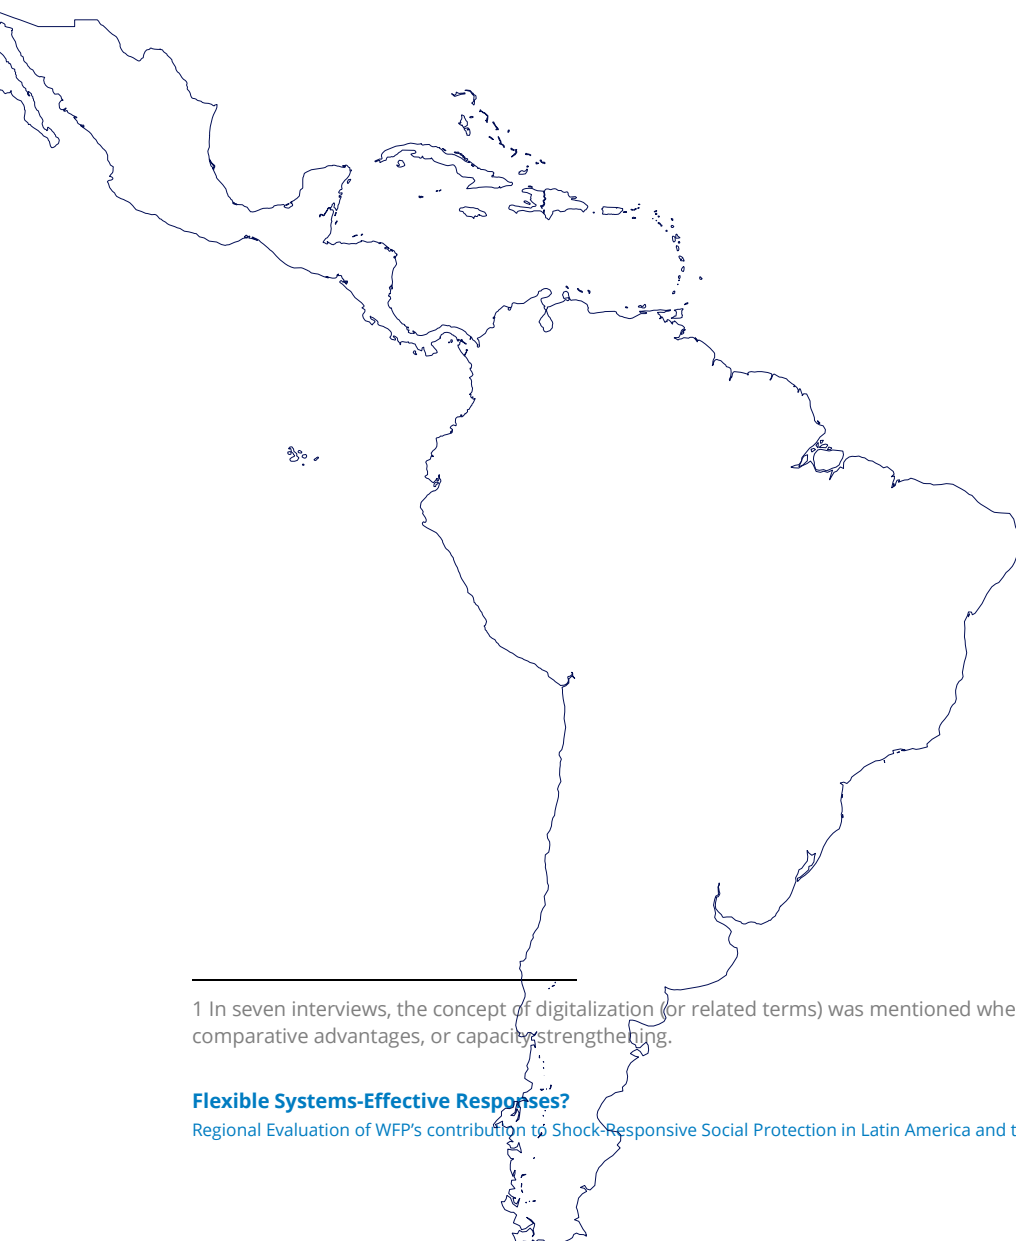 1 In seven interviews, the concept of digitalization (or related terms) was mentioned whe
comparative advantages, or capacity strengthening.
Flexible Systems-Effective Responses?
Regional Evaluation of WFP’s contribution to Shock-Responsive Social Protection in Latin America and t